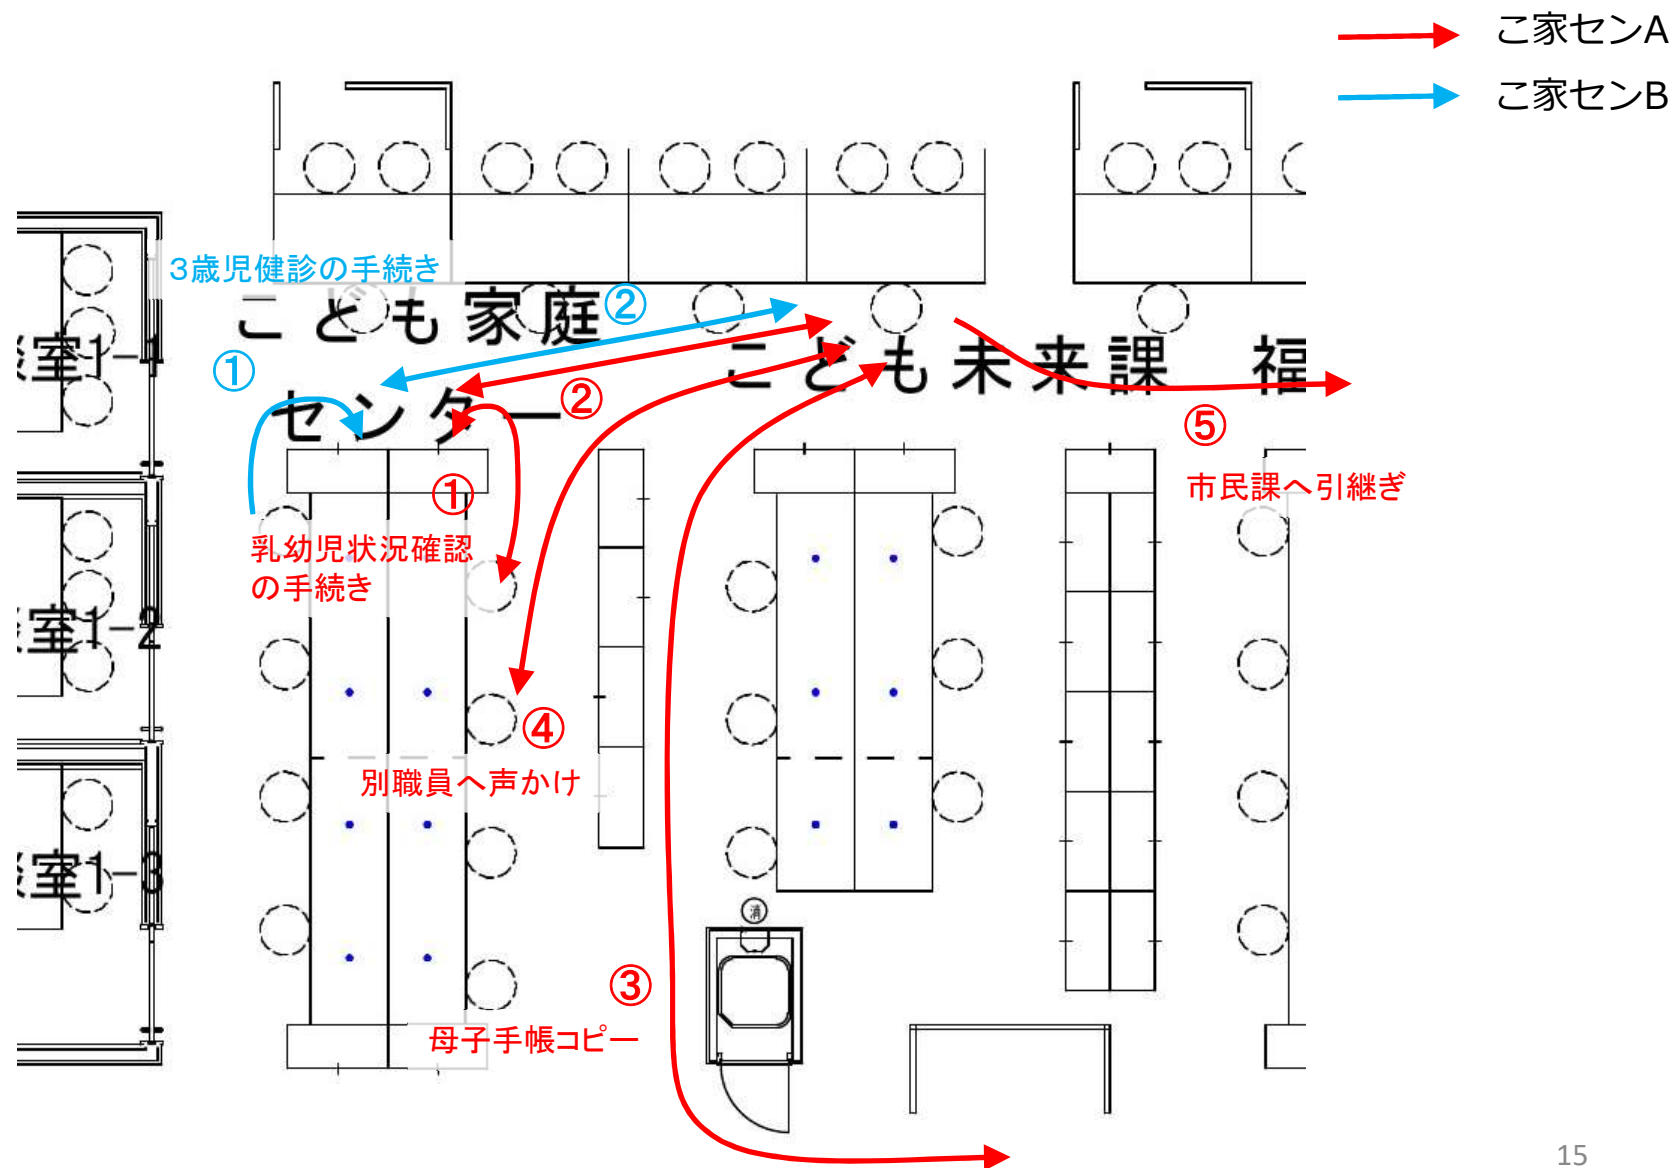 こ家センA
こ家センB
3歳児健診の手続き
こども家庭
②
室1-1
①
こども未来課 福
センター
②
⑤
①
市民課へ引継ぎ
乳幼児状況確認
の手続き
室1-2
④
別職員へ声かけ
室1-3
消
③
母子手帳コピー
15